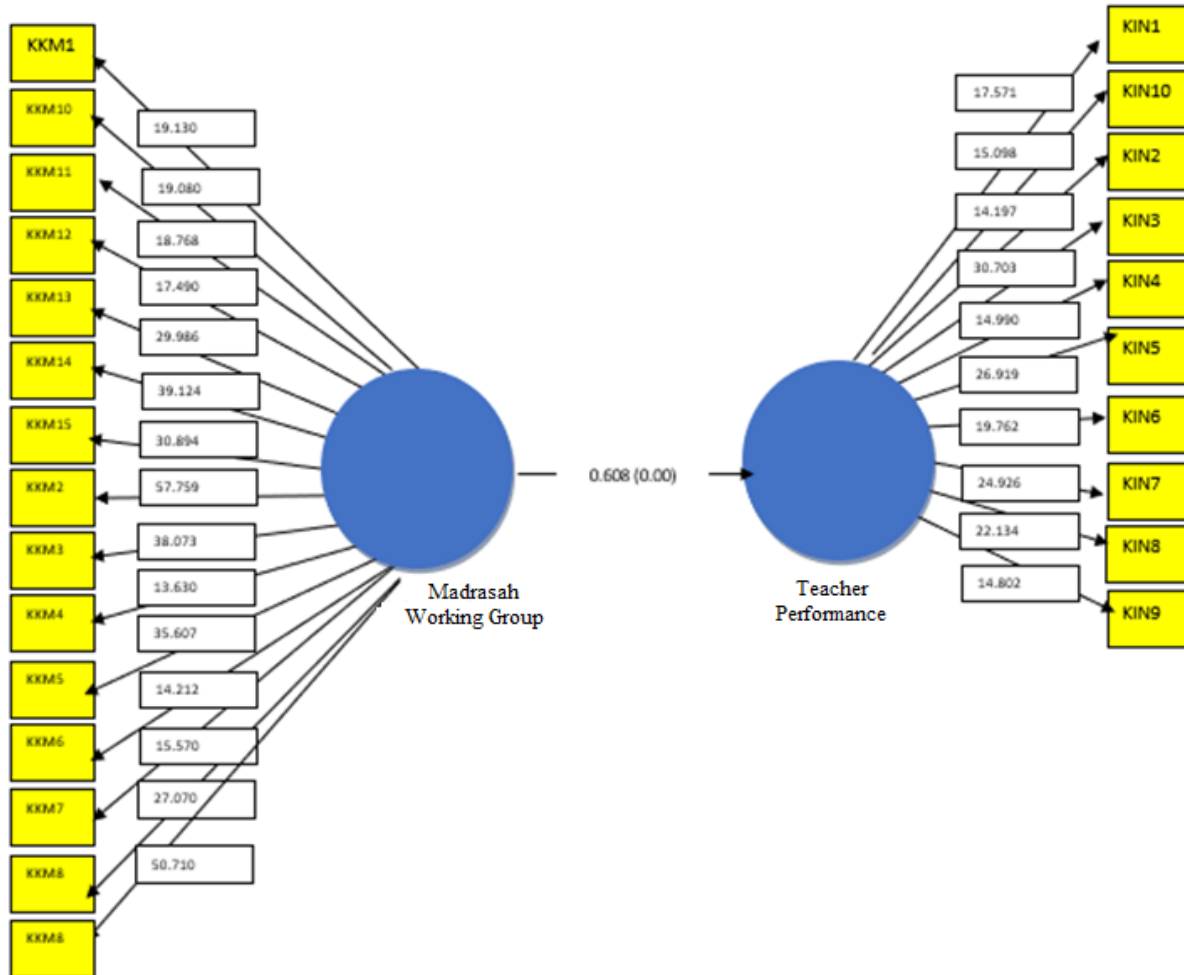 KKM1
KKM10
KKM11
KKM12
KKM13
KKM14
KKM15
KKM2
KKM3
KKM4
KKM5
KKM6
KKM7
KKM8
KKM8
19.130
19.080
18.768
17.490
29.986
39.124
30.894
57.759
38.073
13.630
35.607
14.212
15.570
27.070
50.710
Madrasah
Working Group
0.608 (0.00)
Teacher
Performance
17.571
15.098
14.197
30.703
14.990
26.919
19.762
24.926
22.134
14.802
KIN1
KIN10
KIN2
KIN3
KIN4
KIN5
KIN6
KIN7
KIN8
KIN9